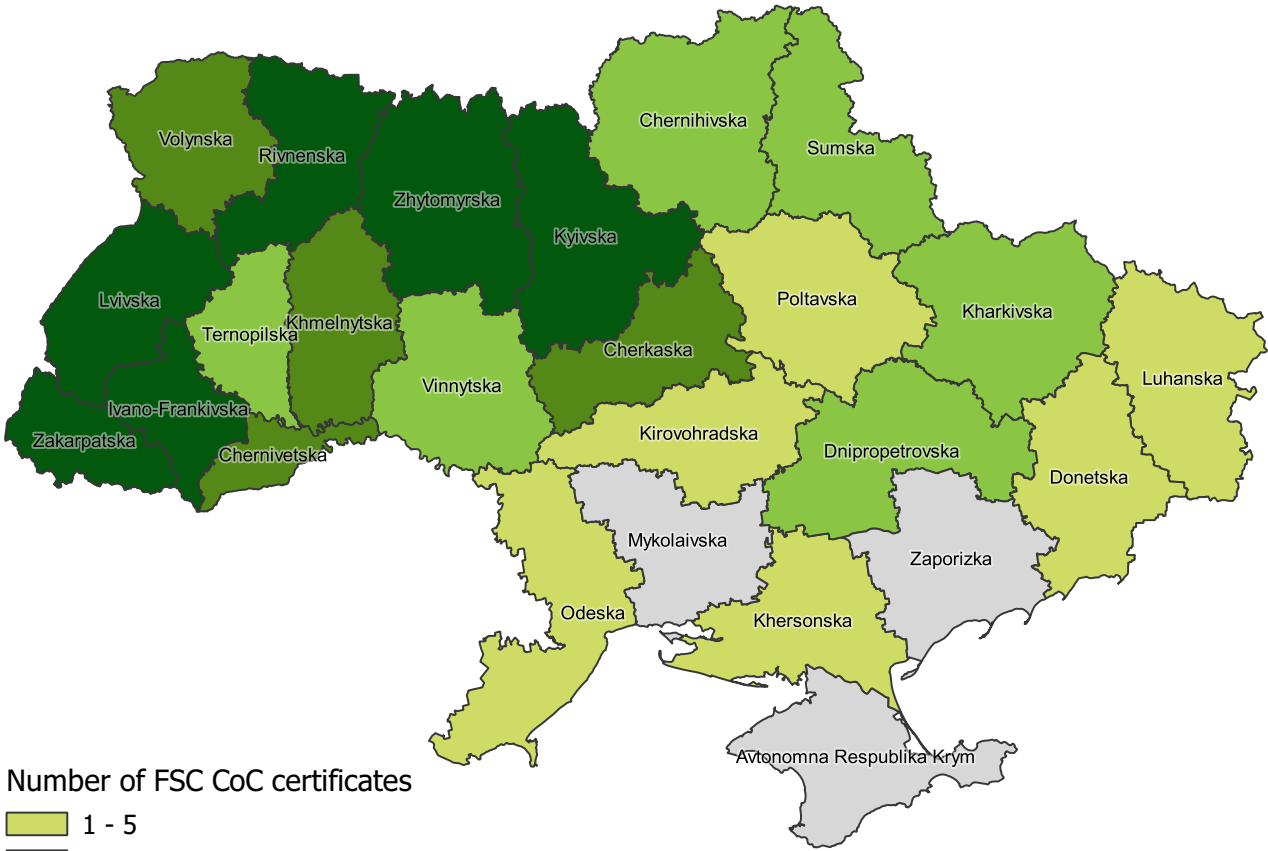 Chernihivska
Volynska
Sumska
Rivnenska
Zhytomyrska
Kyivska
Lvivska
Poltavska
Kharkivska
Khmelnytska
Ternopilska
Cherkaska
Luhanska
Vinnytska
Ivano-Frankivska
Kirovohradska
Zakarpatska
Dnipropetrovska
Chernivetska
Donetska
Mykolaivska
Zaporizka
Odeska
Khersonska
Avtonomna Respublika Krym
Number of FSC CoC certificates
1 - 5